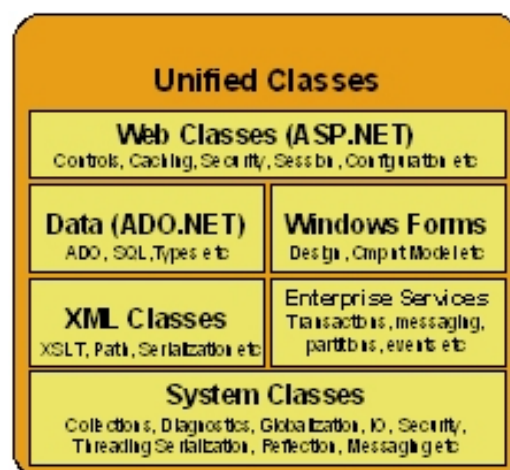 Unified Classes
Web Classes (ASP.NET)
Controls, Caching, Security, Session, Configuration etc
Data (ADO.NET)
ADO, SQL,Types etc
Windows Forms
Design, Cmpnt Model etc
XML Classes
XSLT, Path, Serialization etc
Enterprise Services
Transactions, messaging,
partitions, events etc
System Classes
Collections, Diagnostics, Globalization, IO, Security,
Threading Serialization, Reflection, Messaging etc